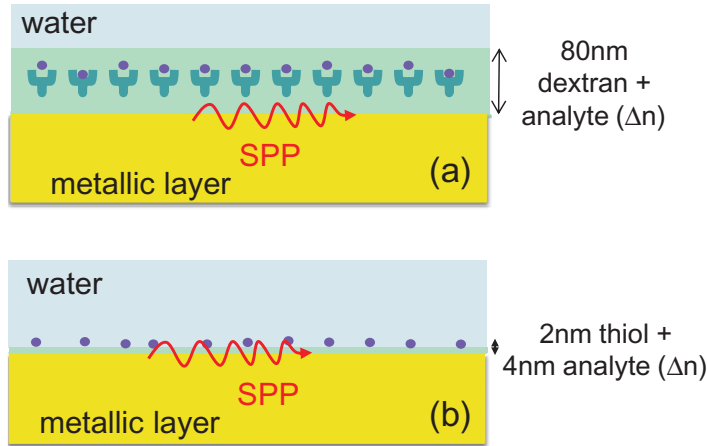 water
80nm
dextran +
analyte (Δn)
SPP
metallic layer
(a)
water
2nm thiol +
4nm analyte (Δn)
SPP
metallic layer
(b)